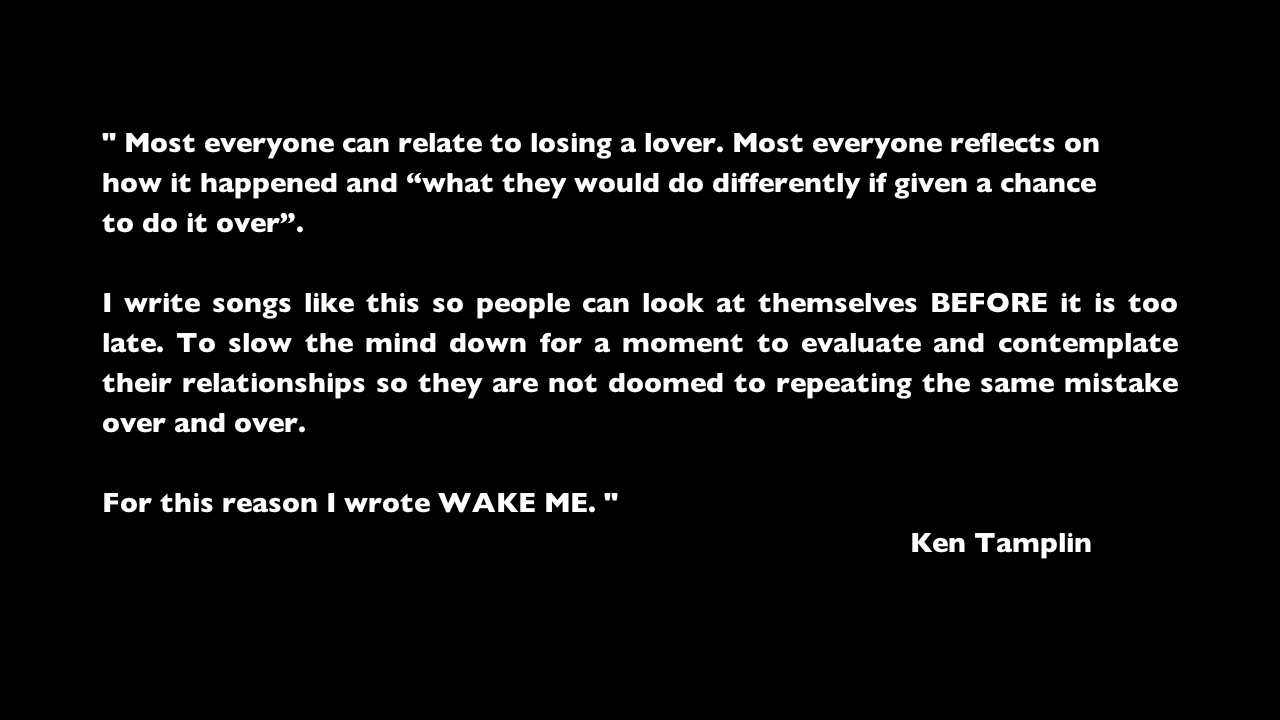 " Most everyone can relate to losing a lover. Most everyone reflects on
how it happened and “what they would do differently if given a chance
to do it over”.
I write songs like this so people can look at themselves BEFORE it is too
late. To slow the mind down for a moment to evaluate and contemplate
their relationships so they are not doomed to repeating the same mistake
over and over.
For this reason I wrote WAKE ME. "
Ken Tamplin